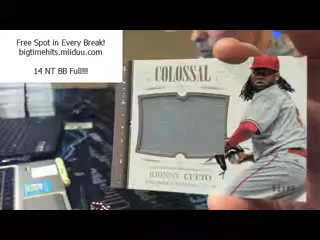 Free Spot in Every Break!
bigtimehits.miiduu.com
14 NT BB Full!!!
COLOSSAL
JOHNNY CUETO